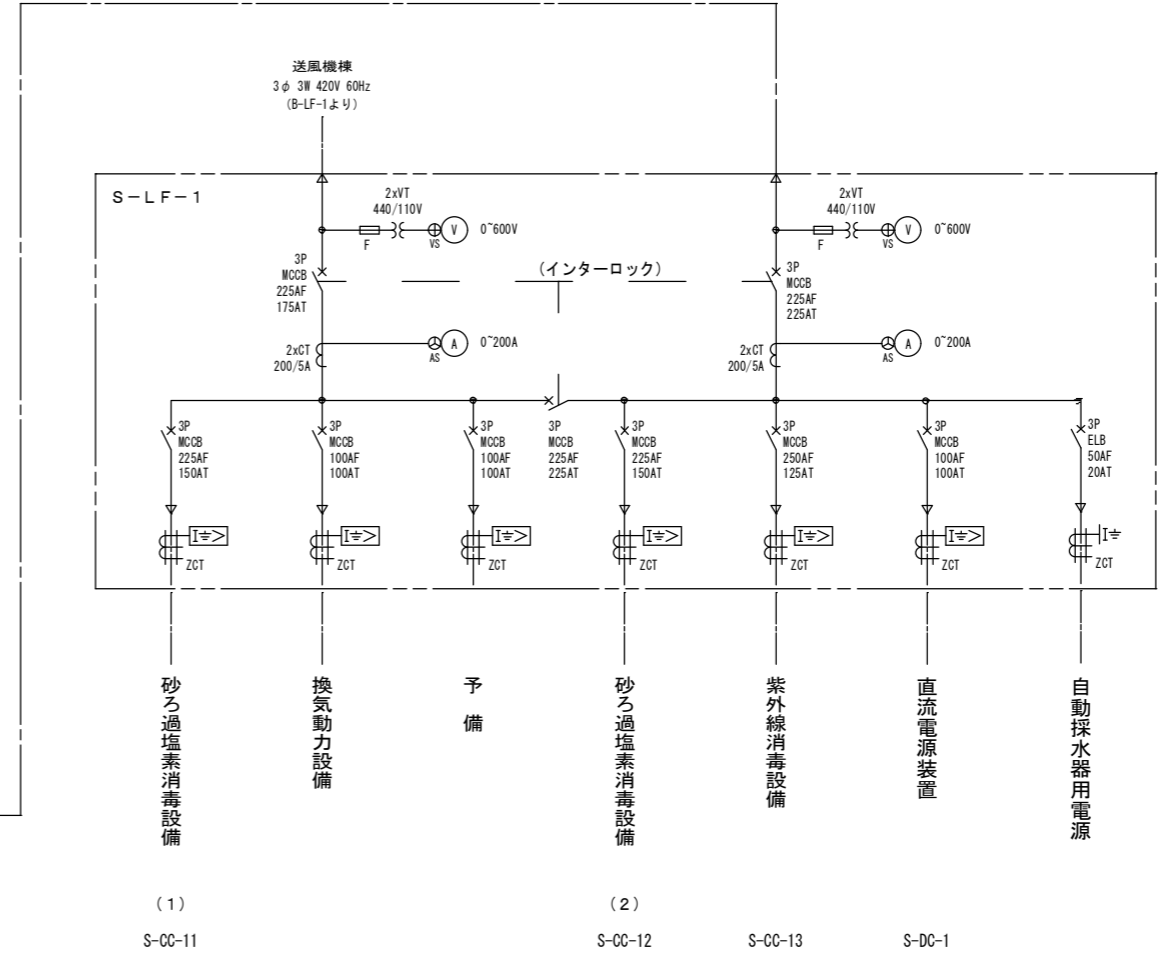 送風機棟
3φ 3W 420V 60Hz
(B-LF-1より)
S-LF-1
2xVT
440/110V
F
VS
V
0~600V
2xVT
440/110V
F
VS
V
0~600V
3P
MCCB
225AF
175AT
(インターロック)
3P
MCCB
225AF
225AT
2xCT
200/5A
AS
A
0~200A
2xCT
200/5A
AS
A
0~200A
3P
MCCB
225AF
150AT
3P
MCCB
100AF
100AT
3P
MCCB
100AF
100AT
3P
MCCB
225AF
225AT
3P
MCCB
225AF
150AT
3P
MCCB
250AF
125AT
3P
MCCB
100AF
100AT
3P
ELB
50AF
20AT
I⏚>
ZCT
I⏚>
ZCT
I⏚>
ZCT
I⏚>
ZCT
I⏚>
ZCT
I⏚>
ZCT
I⏚
ZCT
砂ろ過塩素消毒設備
換気動力設備
予備
砂ろ過塩素消毒設備
紫外線消毒設備
直流電源装置
自動採水器用電源
(1)
(2)
S-CC-11
S-CC-12
S-CC-13
S-DC-1